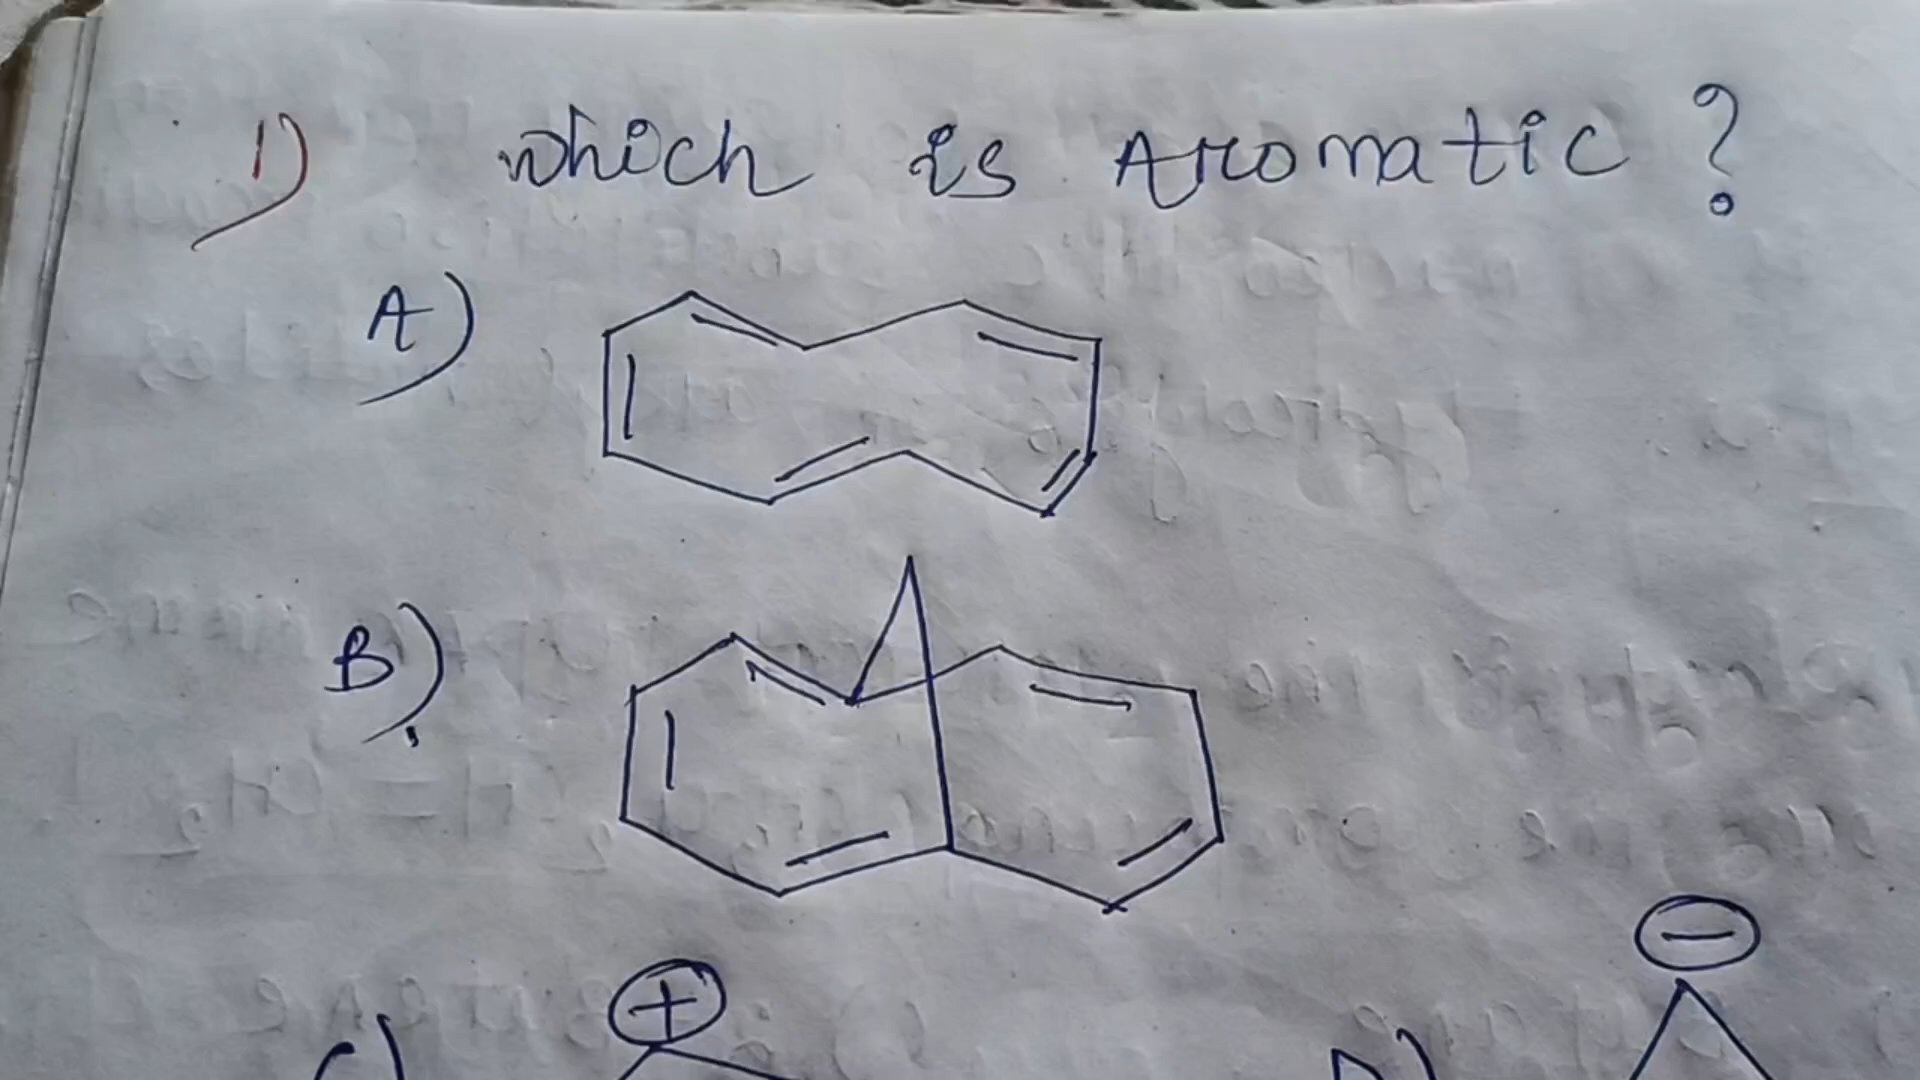 1) which is Aromatic ?
A)
B)
+
−
C)
D)